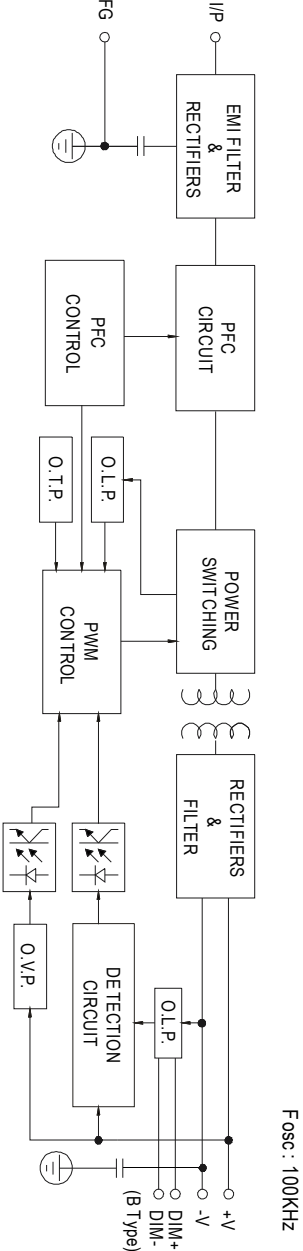 Fosc : 100KHz
I/P
EMI FILTER
&
RECTIFIERS
PFC
CIRCUIT
POWER
SWITCHING
RECTIFIERS
&
FILTER
+V
-V
DIM+
DIM-
(B Type)
FG
PFC
CONTROL
O.L.P.
O.T.P.
PWM
CONTROL
O.L.P.
DETECTION
CIRCUIT
O.V.P.